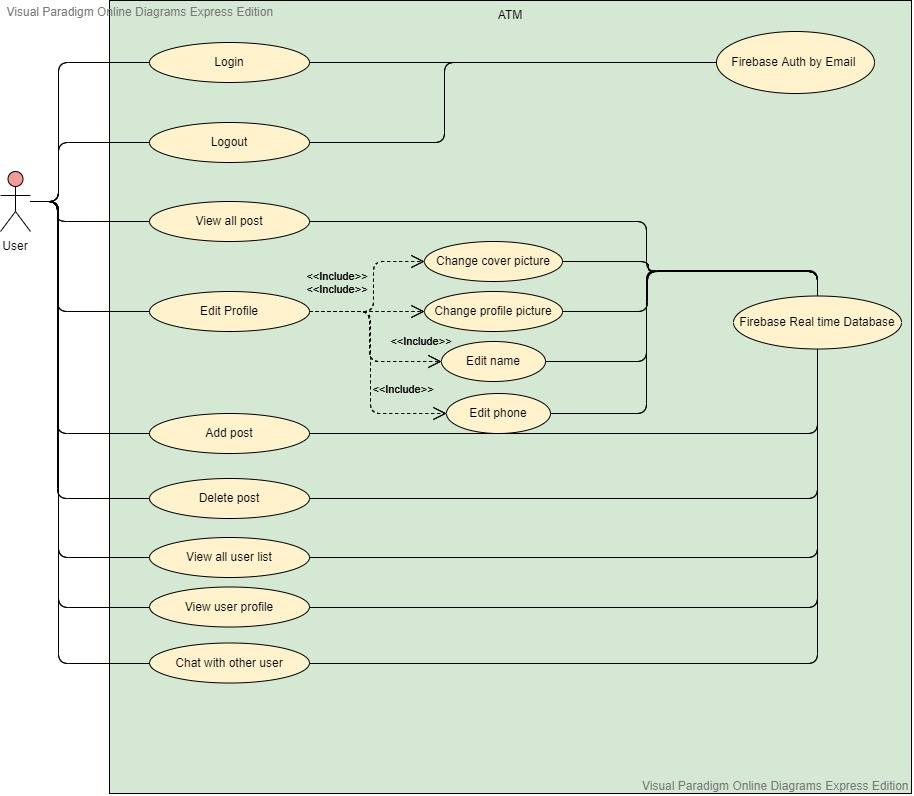 Visual Paradigm Online Diagrams Express Edition
ATM
Login
Firebase Auth by Email
Logout
User
View all post
Change cover picture
<<Include>>
<<Include>>
Edit Profile
Change profile picture
Firebase Real time Database
<<Include>>
Edit name
<<Include>>
Edit phone
Add post
Delete post
View all user list
View user profile
Chat with other user
Visual Paradigm Online Diagrams Express Edition